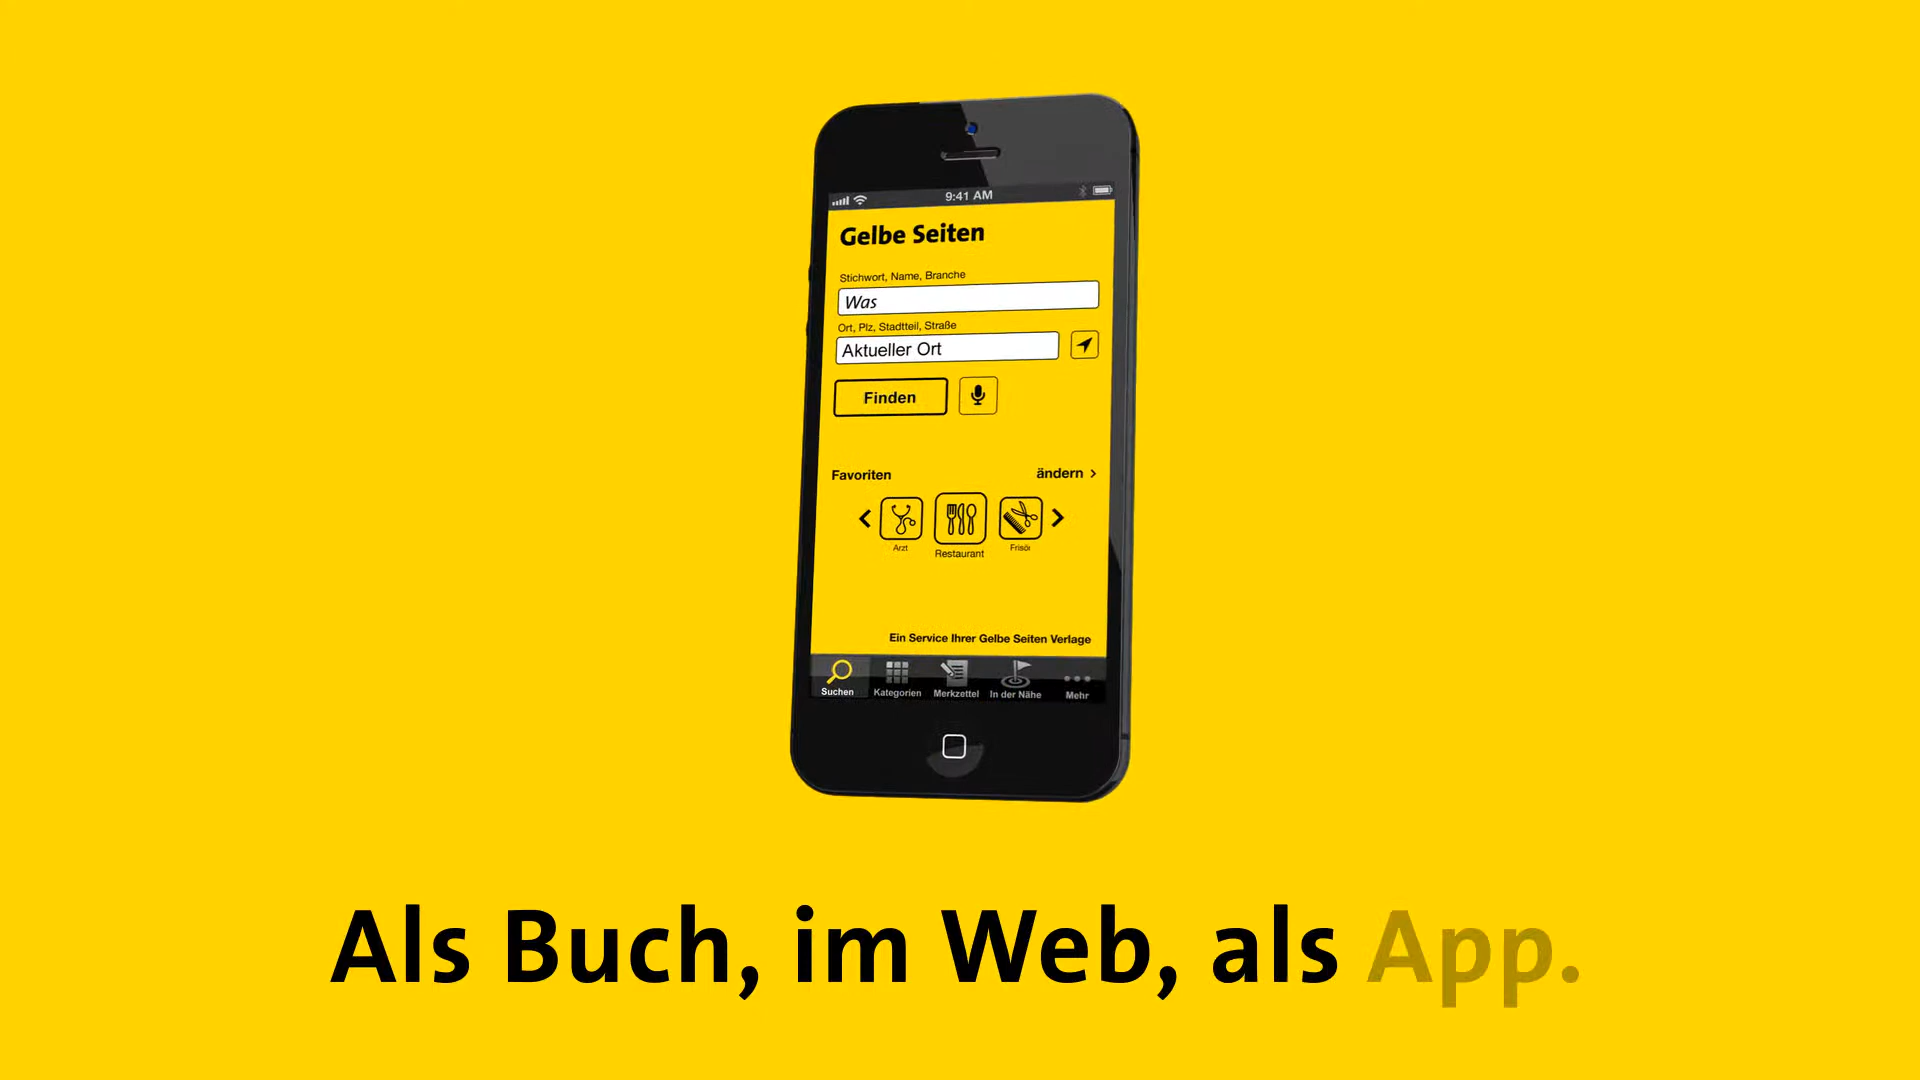 9:41 AM
Gelbe Seiten
Stichwort, Name, Branche
Was
Ort, Plz, Stadtteil, Straße
Aktueller Ort
Finden
Favoriten
ändern
Arzt
Restaurant
Frisör
Ein Service Ihrer Gelbe Seiten Verlage
Suchen
Kategorien
Merkzettel
In der Nähe
Mehr
Als Buch, im Web, als App.